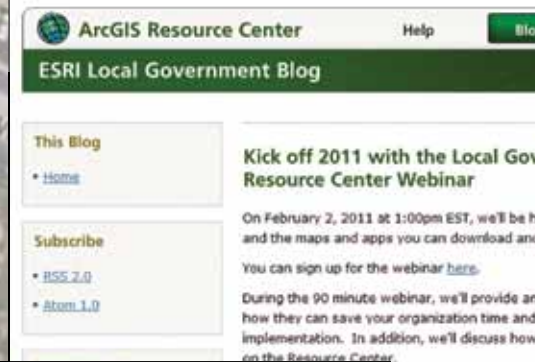 ArcGIS Resource Center
Help
ESRI Local Government Blog
This Blog
• Home
Subscribe
• RSS 2.0
• Atom 1.0
Kick off 2011 with the Local
Resource Center Webinar
On February 2, 2011 at 1:00pm EST, we'll be
and the maps and apps you can download
You can sign up for the webinar here.
During the 90 minute webinar, we'll provide
how they can save your organization time and
implementation. In addition, we'll discuss how
on the Resource Center.